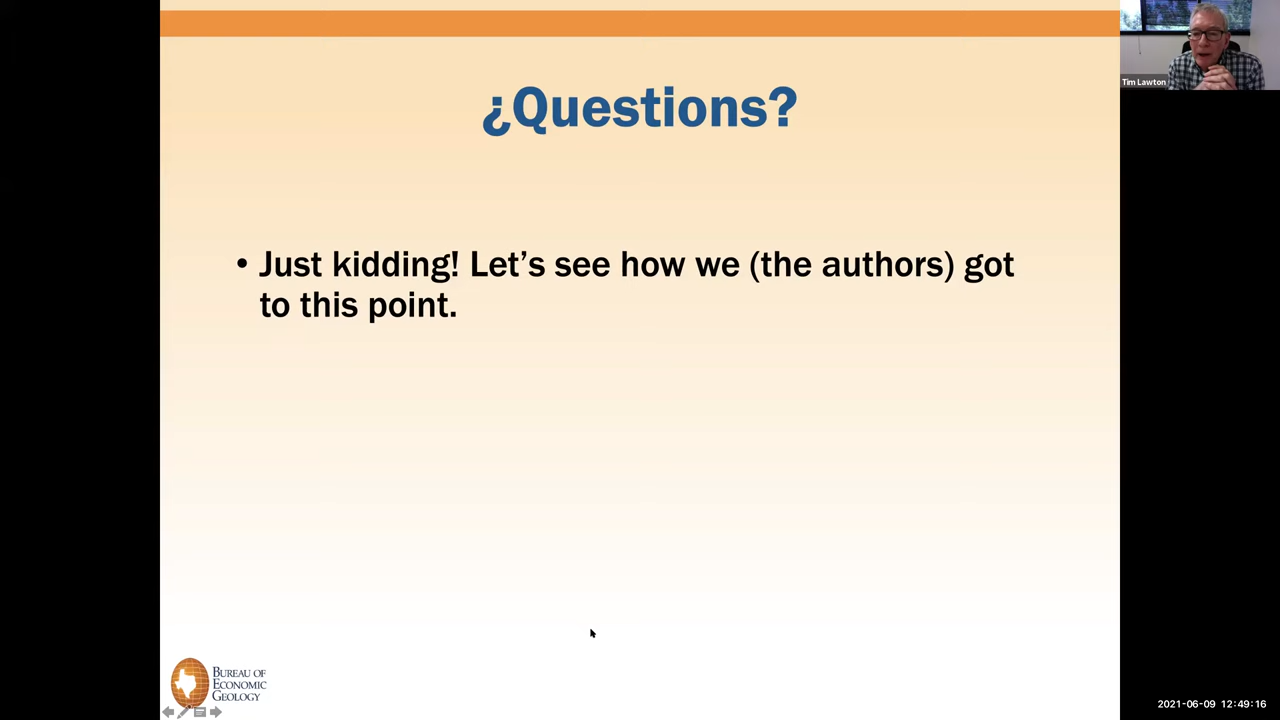 ¿Questions?
• Just kidding! Let's see how we (the authors) got
to this point.
Tim Lawton
BUREAU OF
ECONOMIC
GEOLOGY
2021-06-09 12:49:16